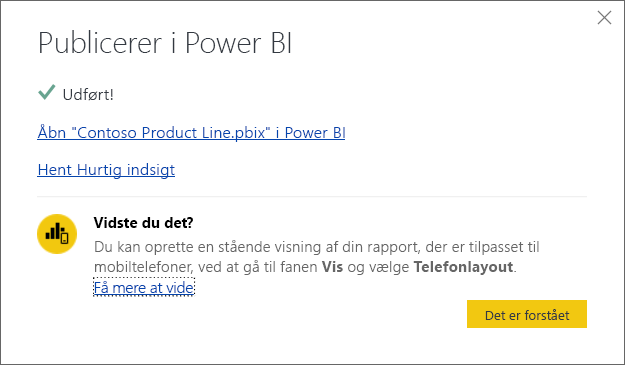 Publicerer i Power BI
Udført!
Åbn "Contoso Product Line.pbix" i Power BI
Hent Hurtig indsigt
Vidste du det?
Du kan oprette en stående visning af din rapport, der er tilpasset til
mobiltelefoner, ved at gå til fanen Vis og vælge Telefonlayout.
Få mere at vide
Det er forstået